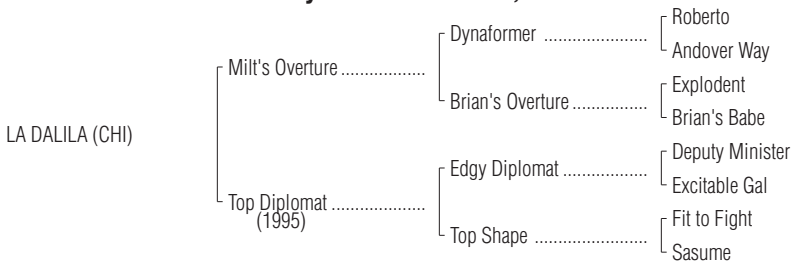 Roberto
Dynaformer ........................
Andover Way
Milt's Overture ..................
Explodent
Brian's Overture ................
Brian's Babe
LA DALILA (CHI)
Deputy Minister
Edgy Diplomat ..................
Excitable Gal
Top Diplomat ....................
(1995)
Fit to Fight
Top Shape ........................
Sasume